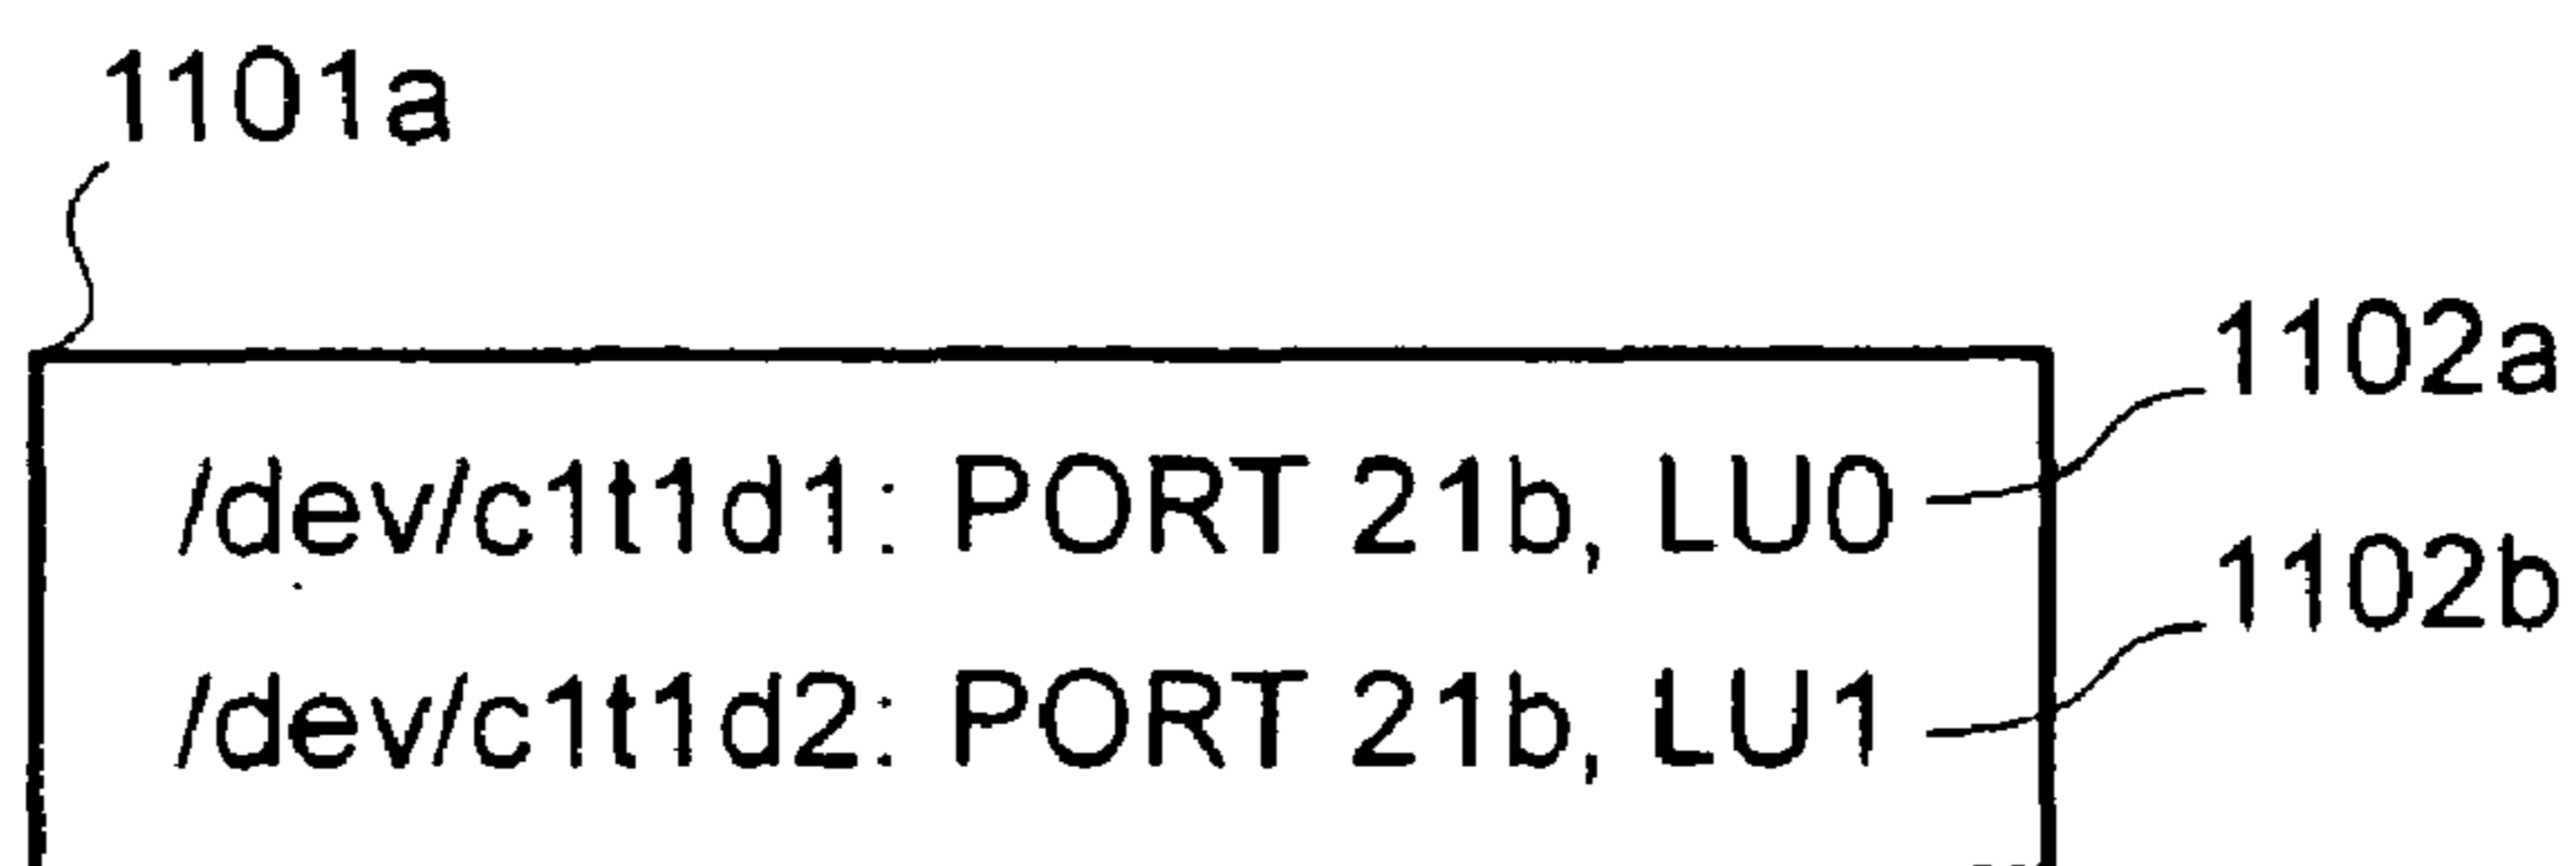 1101a
1102a
/dev/c1t1d1: PORT 21b, LU0
1102b
/dev/c1t1d2: PORT 21b, LU1